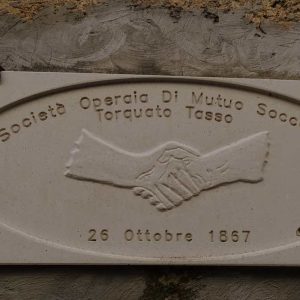 Società Operaia Di Mutuo Socc
Torquato Tasso
26 Ottobre 1867